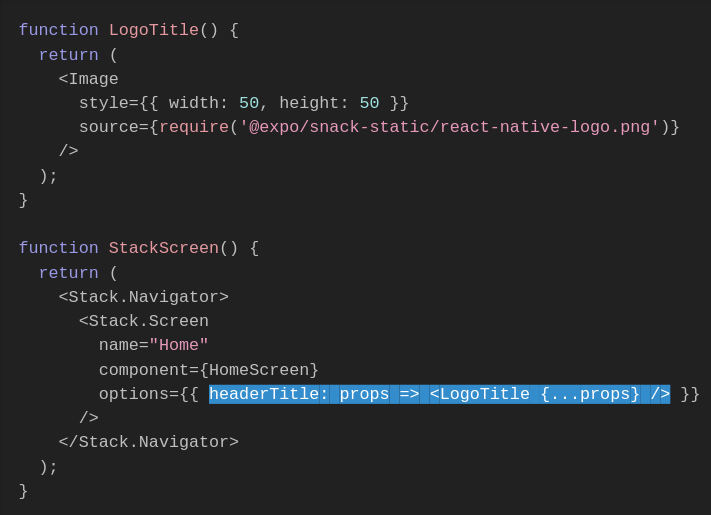 function LogoTitle() {
  return (
    <Image
      style={{ width: 50, height: 50 }}
      source={require('@expo/snack-static/react-native-logo.png')}
    />
  );
}

function StackScreen() {
  return (
    <Stack.Navigator>
      <Stack.Screen
        name="Home"
        component={HomeScreen}
        options={{ headerTitle: props => <LogoTitle {...props} /> }}
      />
    </Stack.Navigator>
  );
}